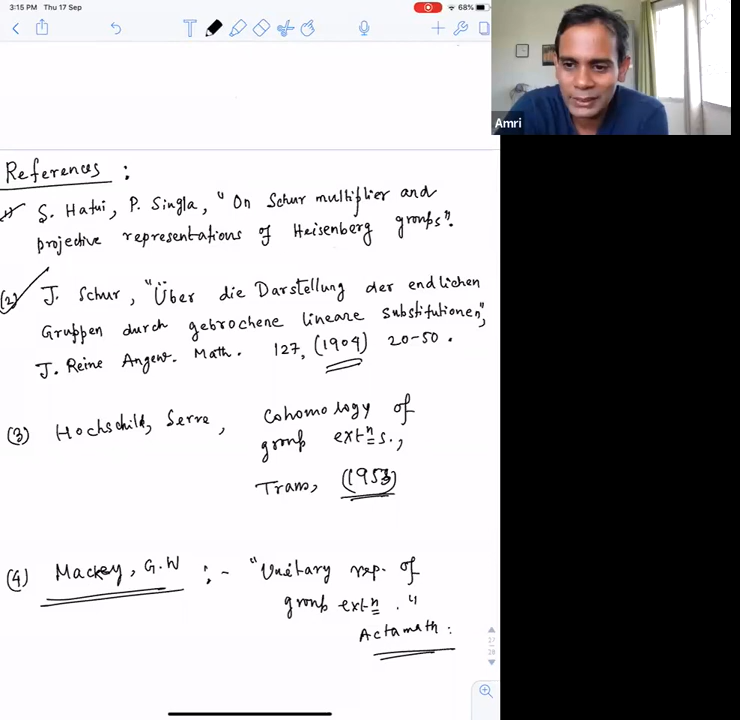 3:15 PM Thu 17 Sep
68%
Amri
References :
(1) S. Hatui, P. Singla, "On Schur multiplier and
projective representations of Heisenberg groups".
(2) J. Schur, "Über die Darstellung der endlichen
Gruppen durch gebrochene lineare Substitutionen",
J. Reine Angew. Math. 127, (1904) 20-50.
(3) Hochschild, Serre, Cohomology of
group extns.,
Trans, (1953)
(4) Mackey, G.W :- "Unitary rep. of
group extn ."
Actamath:
27
28